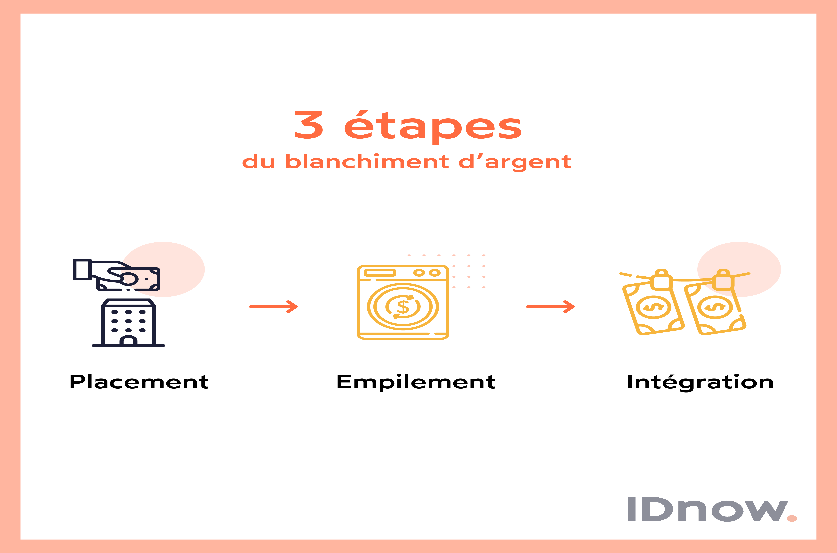 3 étapes
du blanchiment d'argent
Placement
Empilement
Intégration
IDnow.